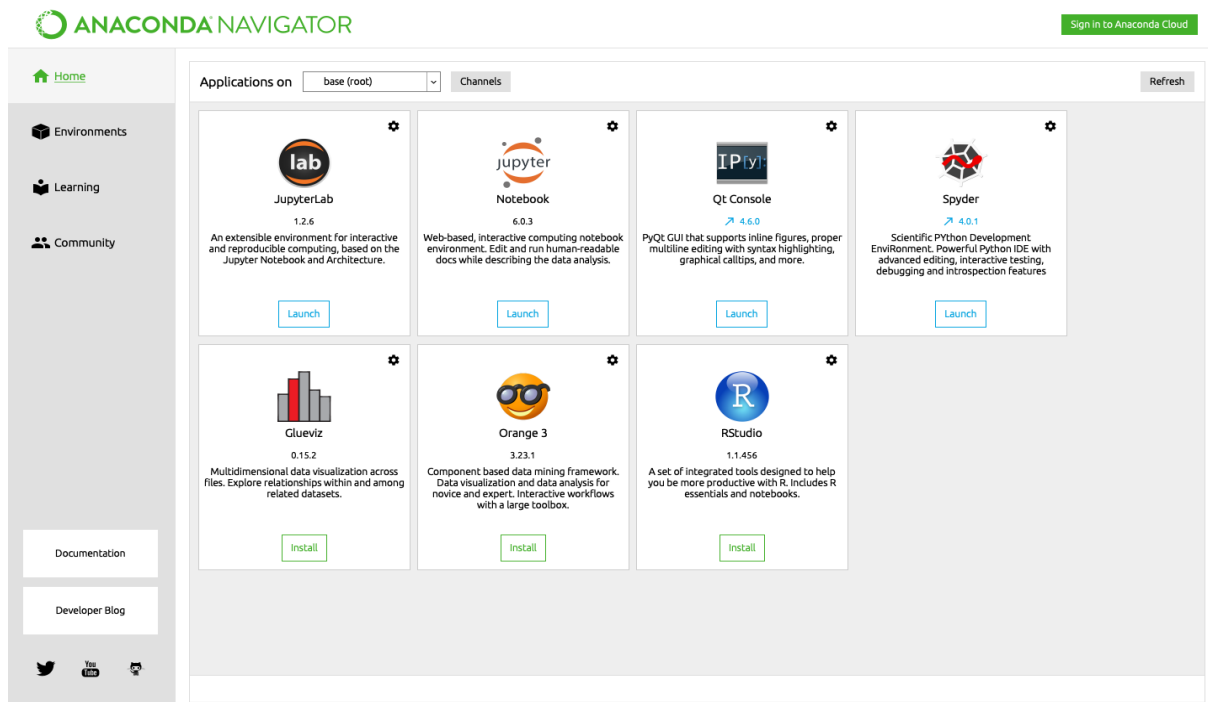 ANACONDA NAVIGATOR
Sign in to Anaconda Cloud
Home
Environments
Learning
Community
Documentation
Developer Blog
You
Tube
Applications on
base (root)
Channels
Refresh
lab
JupyterLab
1.2.6
An extensible environment for interactive
and reproducible computing, based on the
Jupyter Notebook and Architecture.
Launch
jupyter
Notebook
6.0.3
Web-based, interactive computing notebook
environment. Edit and run human-readable
docs while describing the data analysis.
Launch
IP[y]:
Qt Console
4.6.0
PyQt GUI that supports inline figures, proper
multiline editing with syntax highlighting,
graphical calltips, and more.
Launch
Spyder
4.0.1
Scientific PYthon Development
EnviRonment. Powerful Python IDE with
advanced editing, interactive testing,
debugging and introspection features
Launch
Glueviz
0.15.2
Multidimensional data visualization across
files. Explore relationships within and among
related datasets.
Install
Orange 3
3.23.1
Component based data mining framework.
Data visualization and data analysis for
novice and expert. Interactive workflows
with a large toolbox.
Install
R
RStudio
1.1.456
A set of integrated tools designed to help
you be more productive with R. Includes R
essentials and notebooks.
Install